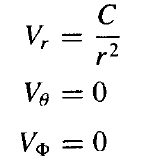 V_r = C / r^2
V_θ = 0
V_Φ = 0